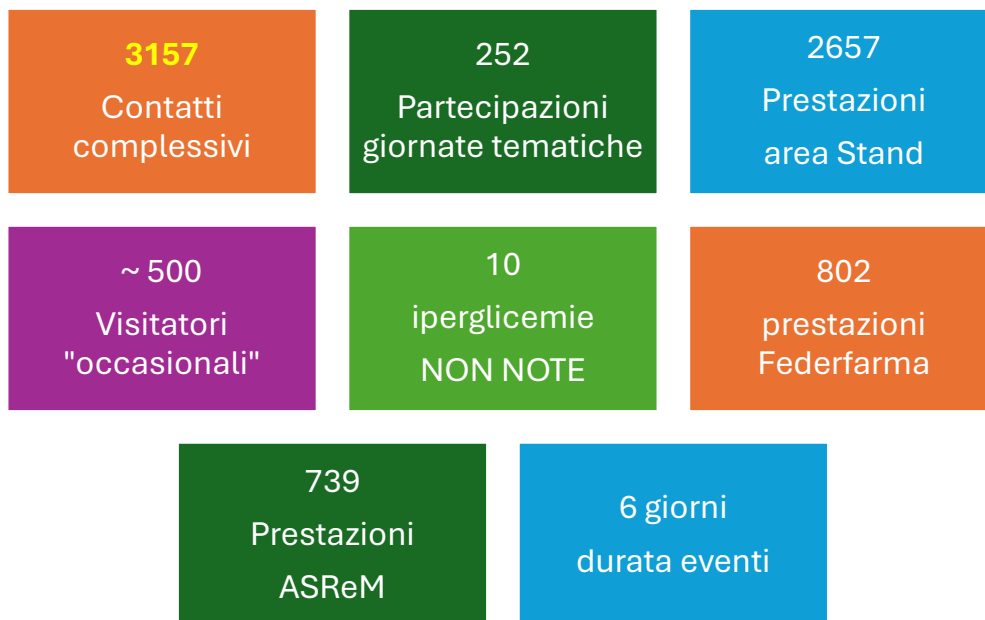 3157
Contatti
complessivi
252
Partecipazioni
giornate tematiche
2657
Prestazioni
area Stand
~ 500
Visitatori
"occasionali"
10
iperglicemie
NON NOTE
802
prestazioni
Federfarma
739
Prestazioni
ASReM
6 giorni
durata eventi